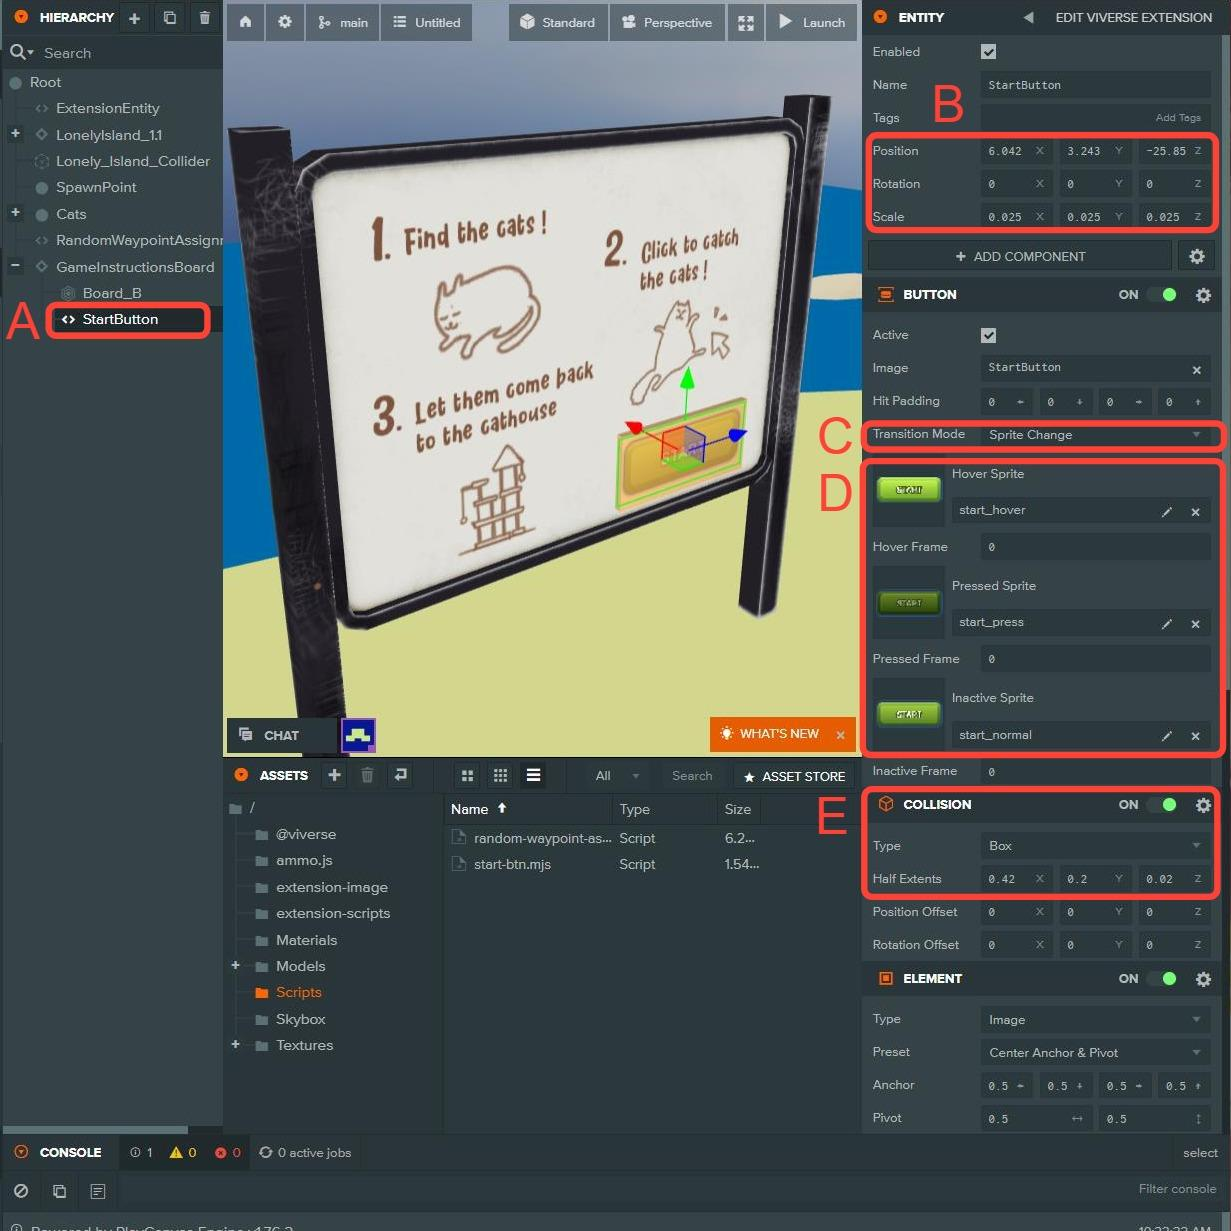 HIERARCHY
Search
Root
ExtensionEntity
LonelyIsland_1.1
Lonely_Island_Collider
SpawnPoint
Cats
RandomWaypointAssignr
GameInstructionsBoard
Board_B
A
StartButton
main
Untitled
Standard
Perspective
Launch
1. Find the cats!
2. Click to catch
the cats!
3. Let them come back
to the cathouse
START
CHAT
WHAT'S NEW
ENTITY
EDIT VIVERSE EXTENSION
Enabled
Name StartButton
B
Tags Add Tags
Position 6.042 X 3.243 Y -25.85 Z
Rotation 0 X 0 Y 0 Z
Scale 0.025 X 0.025 Y 0.025 Z
+ ADD COMPONENT
BUTTON ON
Active
Image StartButton
Hit Padding 0 0 0 0
C
Transition Mode Sprite Change
D
Hover Sprite
START
start_hover
Hover Frame 0
Pressed Sprite
START
start_press
Pressed Frame 0
Inactive Sprite
START
start_normal
Inactive Frame 0
E
COLLISION ON
Type Box
Half Extents 0.42 X 0.2 Y 0.02 Z
Position Offset 0 X 0 Y 0 Z
Rotation Offset 0 X 0 Y 0 Z
ELEMENT ON
Type Image
Preset Center Anchor & Pivot
Anchor 0.5 0.5 0.5 0.5
Pivot 0.5 0.5
ASSETS
All
Search
ASSET STORE
/
@viverse
ammo.js
extension-image
extension-scripts
Materials
Models
Scripts
Skybox
Textures
Name Type Size
random-waypoint-as... Script 6.2...
start-btn.mjs Script 1.54...
CONSOLE 1 0 0 0 active jobs select
Filter console
Powered by PlayCanvas Engine